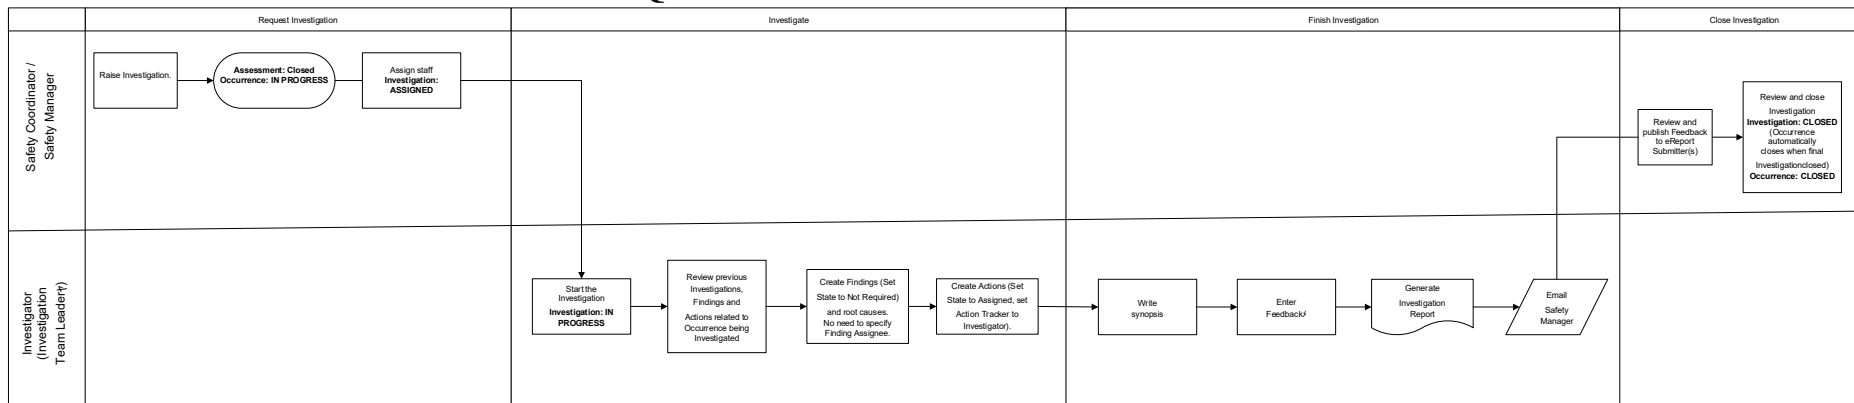 Request Investigation
Investigate
Finish Investigation
Close Investigation
Safety Coordinator /
Safety Manager
Raise Investigation.
Assessment: Closed
Occurrence: IN PROGRESS
Assign staff
Investigation:
ASSIGNED
Review and
publish Feedback
to eReport
Submitter(s)
Review and close
Investigation
Investigation: CLOSED
(Occurrence
automatically
closes when final
Investigationclosed)
Occurrence: CLOSED
Investigator
(Investigation
Team Leader
Start the
Investigation
Investigation: IN
PROGRESS
Review previous
Investigations,
Findings and
Actions related to
Occurrence being
Investigated
Create Findings (Set
State to Not Required)
and root causes.
No need to specify
Finding Assignee.
Create Actions (Set
State to Assigned, set
Action Tracker to
Investigator).
Write
synopsis
Enter
Feedback
Generate
Investigation
Report
Email
Safety
Manager